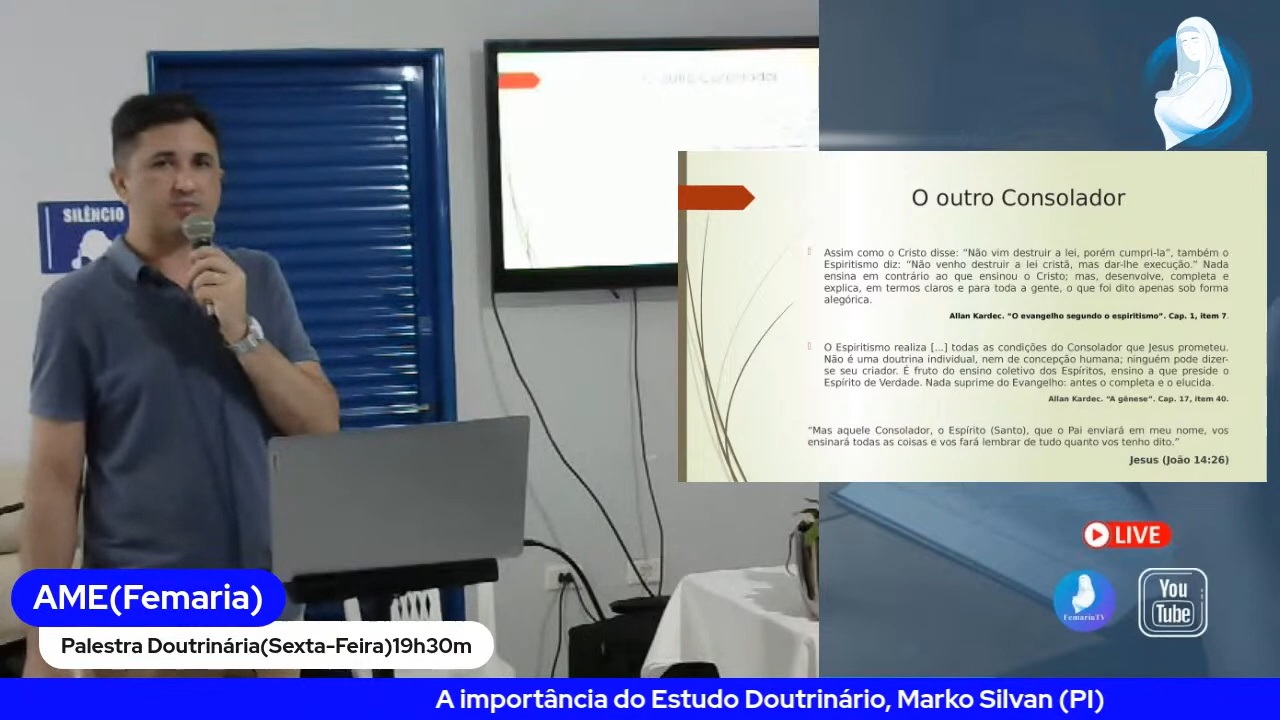 SILÊNCIO
O outro Consolador
O outro Consolador
Assim como o Cristo disse: “Não vim destruir a lei, porém cumpri-la”, também o
Espiritismo diz: “Não venho destruir a lei cristã, mas dar-lhe execução.” Nada
ensina em contrário ao que ensinou o Cristo; mas, desenvolve, completa e
explica, em termos claros e para toda a gente, o que foi dito apenas sob forma
alegórica.
Allan Kardec. “O evangelho segundo o espiritismo”. Cap. 1, item 7.
O Espiritismo realiza [...] todas as condições do Consolador que Jesus prometeu.
Não é uma doutrina individual, nem de concepção humana; ninguém pode dizer-
se seu criador. É fruto do ensino coletivo dos Espíritos, ensino a que preside o
Espírito de Verdade. Nada suprime do Evangelho: antes o completa e o elucida.
Allan Kardec. “A gênese”. Cap. 17, item 40.
“Mas aquele Consolador, o Espírito (Santo), que o Pai enviará em meu nome, vos
ensinará todas as coisas e vos fará lembrar de tudo quanto vos tenho dito.”
Jesus (João 14:26)
LIVE
FemariaTV
You
Tube
AME(Femaria)
Palestra Doutrinária(Sexta-Feira)19h30m
A importância do Estudo Doutrinário, Marko Silvan (PI)